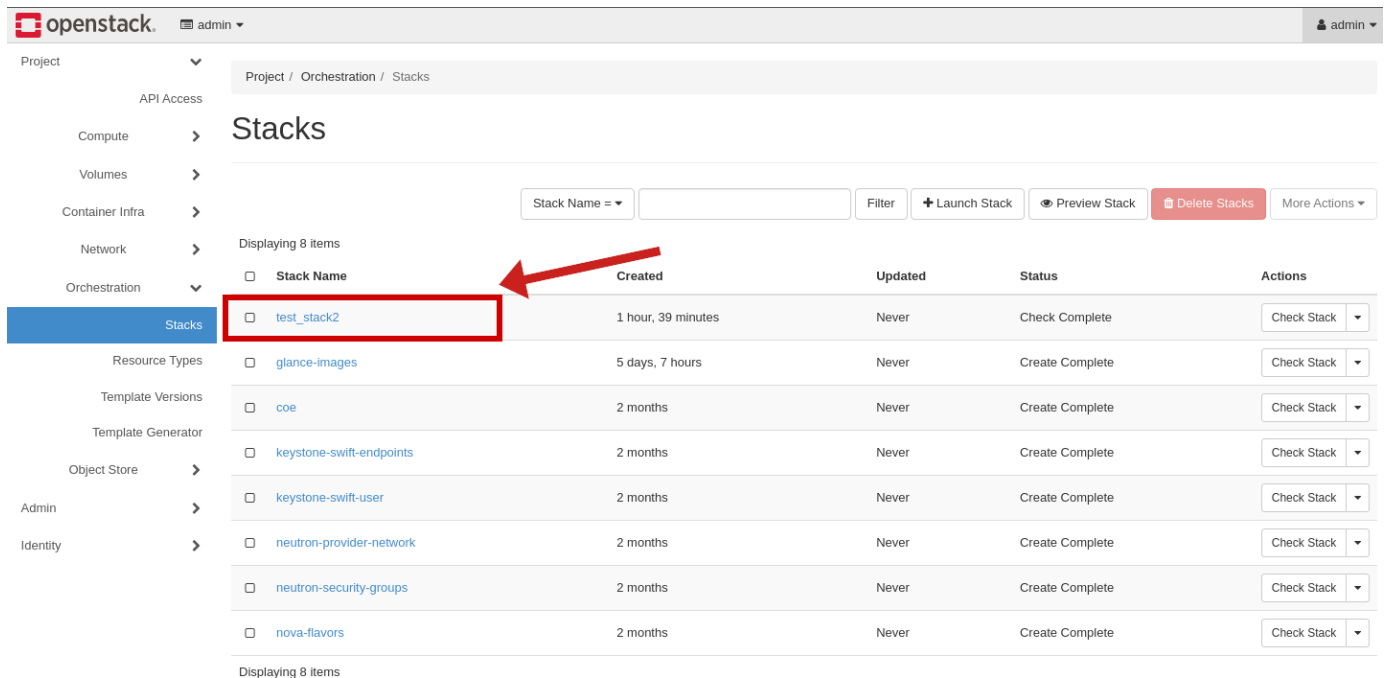 openstack. admin admin
Project
API Access
Compute
Volumes
Container Infra
Network
Orchestration
Stacks
Resource Types
Template Versions
Template Generator
Object Store
Admin
Identity
Project / Orchestration / Stacks
Stacks
Stack Name = Filter Launch Stack Preview Stack Delete Stacks More Actions
Displaying 8 items
Stack Name Created Updated Status Actions
test_stack2 1 hour, 39 minutes Never Check Complete Check Stack
glance-images 5 days, 7 hours Never Create Complete Check Stack
coe 2 months Never Create Complete Check Stack
keystone-swift-endpoints 2 months Never Create Complete Check Stack
keystone-swift-user 2 months Never Create Complete Check Stack
neutron-provider-network 2 months Never Create Complete Check Stack
neutron-security-groups 2 months Never Create Complete Check Stack
nova-flavors 2 months Never Create Complete Check Stack
Displaying 8 items